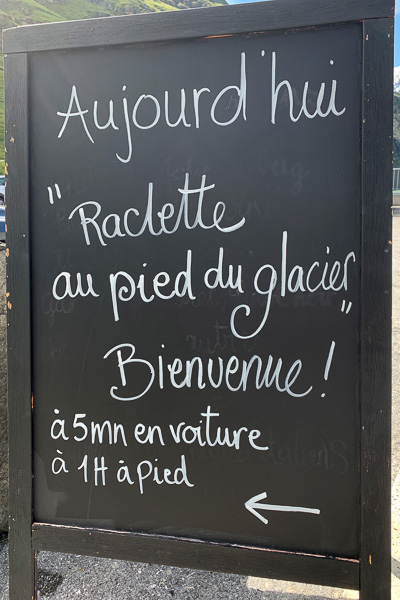 Aujourd'hui
"Raclette
au pied du glacier"
Bienvenue !
à 5mn en voiture
à 1H à pied